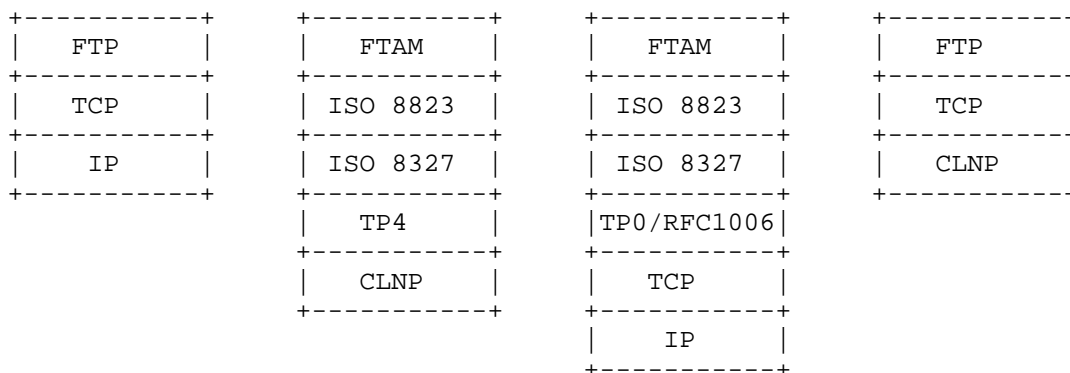 FTP FTAM FTAM FTP
TCP ISO 8823 ISO 8823 TCP
IP ISO 8327 ISO 8327 CLNP
TP4 TP0/RFC1006
CLNP TCP
IP